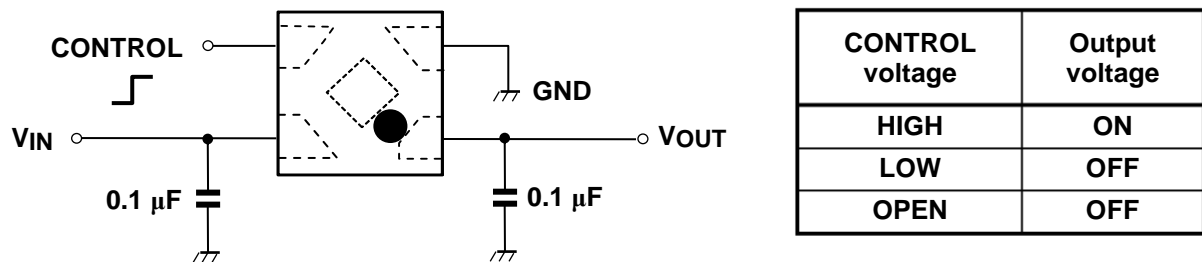 CONTROL
GND
VIN
VOUT
0.1 μF
0.1 μF
CONTROL voltage
Output voltage
HIGH
ON
LOW
OFF
OPEN
OFF